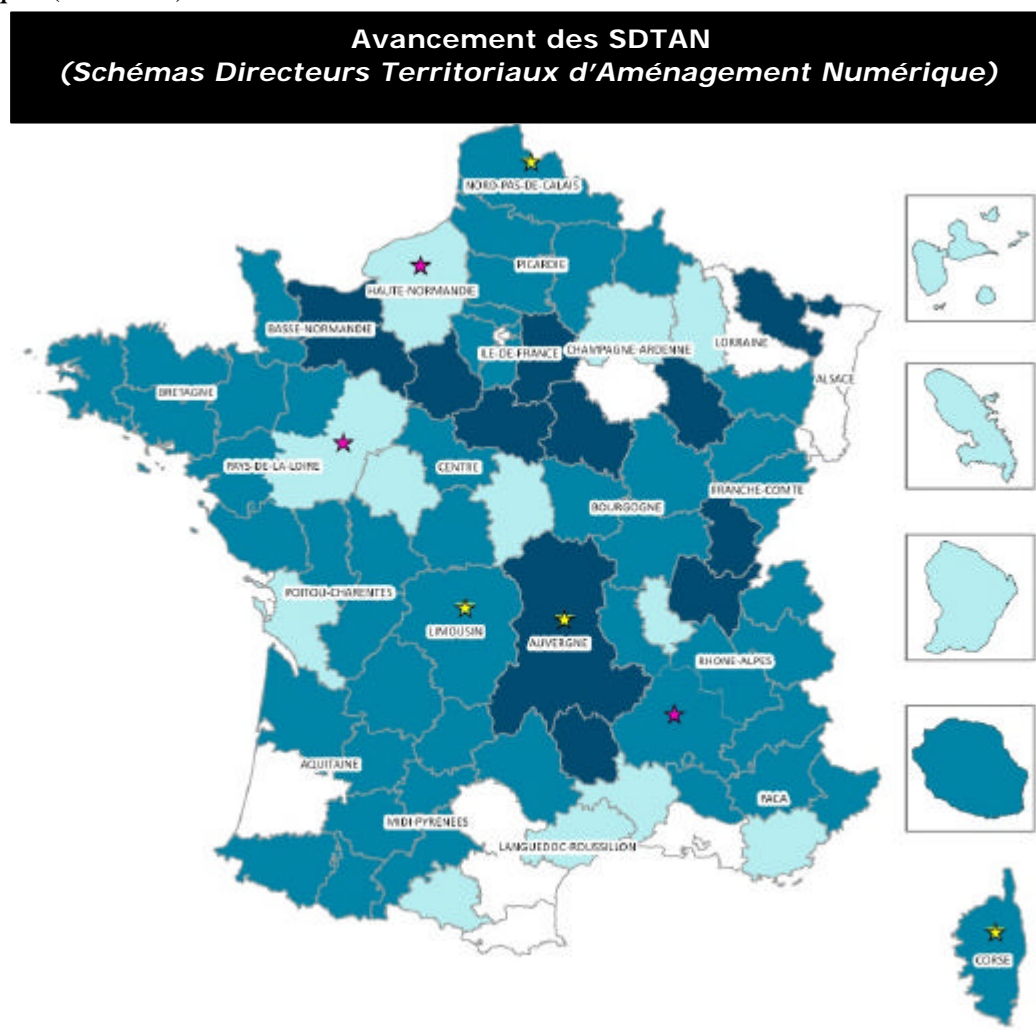 Avancement des SDTAN
(Schémas Directeurs Territoriaux d'Aménagement Numérique)
NORD-PAS-DE-CALAIS
PICARDIE
HAUTE-NORMANDIE
BASSE-NORMANDIE
ILE-DE-FRANCE
CHAMPAGNE-ARDENNE
LORRAINE
ALSACE
BRETAGNE
PAYS-DE-LA-LOIRE
CENTRE
FRANCHE-COMTE
BOURGOGNE
POITOU-CHARENTES
LIMOUSIN
AUVERGNE
RHONE-ALPES
AQUITAINE
PACA
MIDI-PYRENEES
LANGUEDOC-ROUSSILLON
CORSE